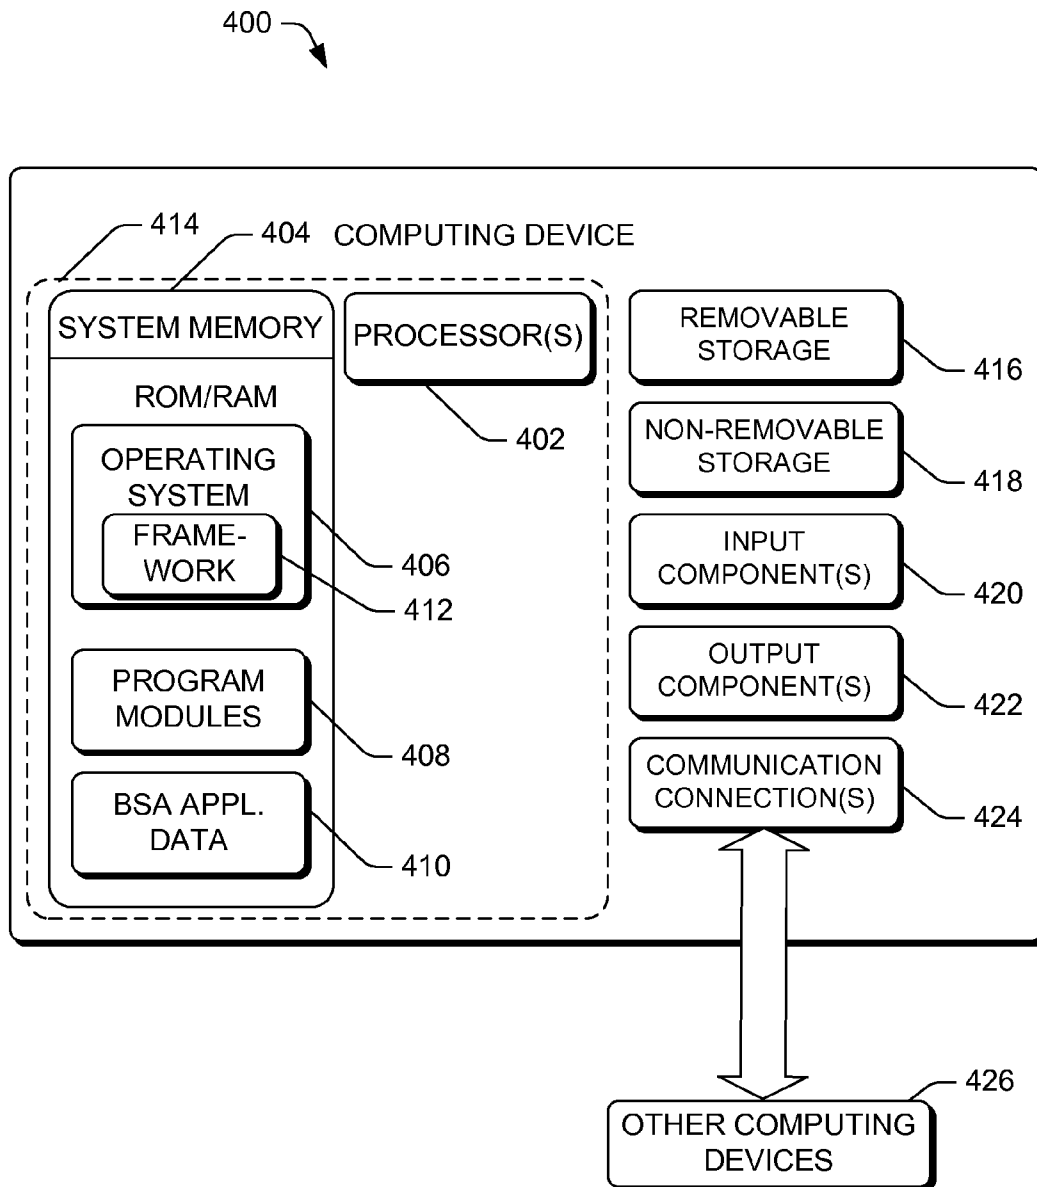 400
414
404
COMPUTING DEVICE
SYSTEM MEMORY
PROCESSOR(S)
402
ROM/RAM
OPERATING
SYSTEM
406
FRAME-
WORK
412
PROGRAM
MODULES
408
BSA APPL.
DATA
410
REMOVABLE
STORAGE
416
NON-REMOVABLE
STORAGE
418
INPUT
COMPONENT(S)
420
OUTPUT
COMPONENT(S)
422
COMMUNICATION
CONNECTION(S)
424
426
OTHER COMPUTING
DEVICES